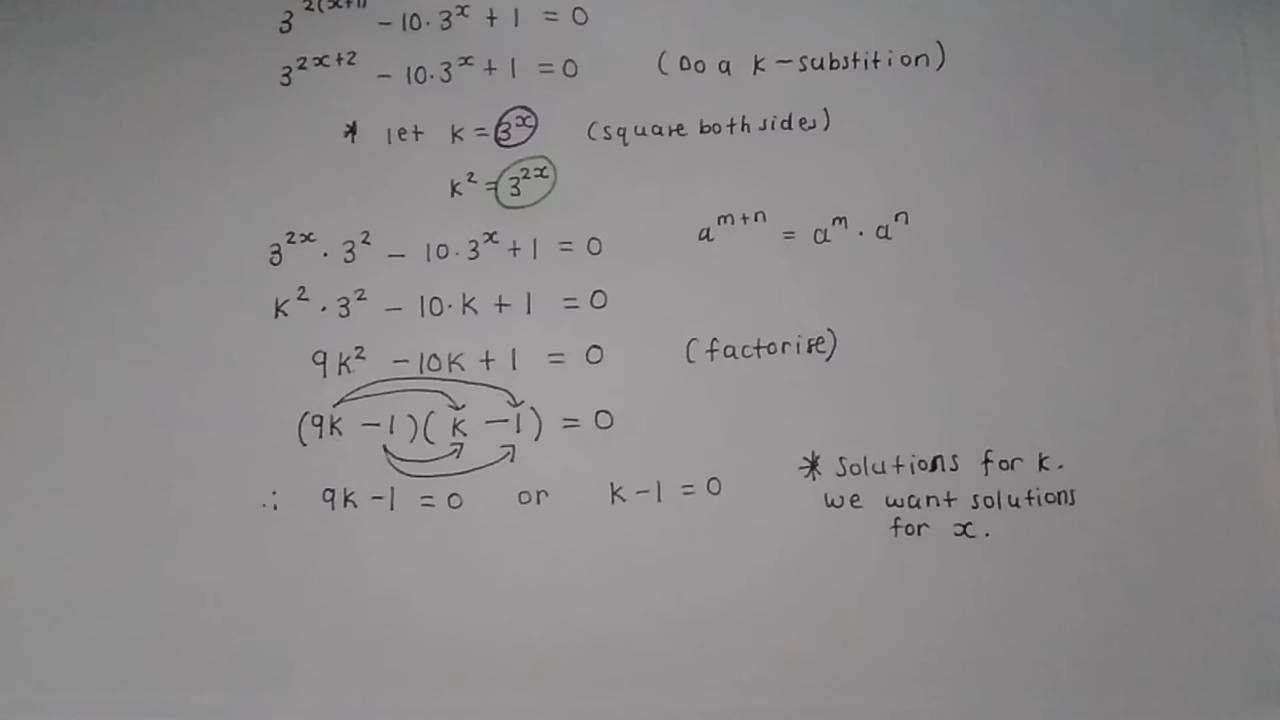 3^{2(x+1)} - 10·3^x + 1 = 0
3^{2x+2} - 10·3^x + 1 = 0 (Do a k-substition)
* let k = 3^x (square both sides)
k^2 = 3^{2x}
3^{2x} · 3^2 - 10·3^x + 1 = 0 a^{m+n} = a^m · a^n
k^2 · 3^2 - 10·k + 1 = 0
9k^2 - 10k + 1 = 0 (factorise)
(9k - 1)(k - 1) = 0
∴ 9k - 1 = 0 or k - 1 = 0
* solutions for k.
we want solutions
for x.